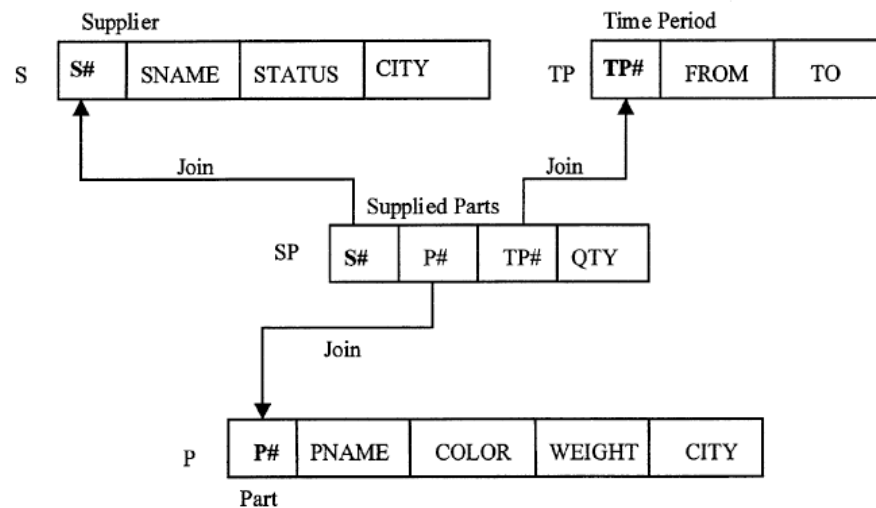 Supplier
Time Period
S S# SNAME STATUS CITY
TP TP# FROM TO
Join
Join
Supplied Parts
SP S# P# TP# QTY
Join
P P# PNAME COLOR WEIGHT CITY
Part